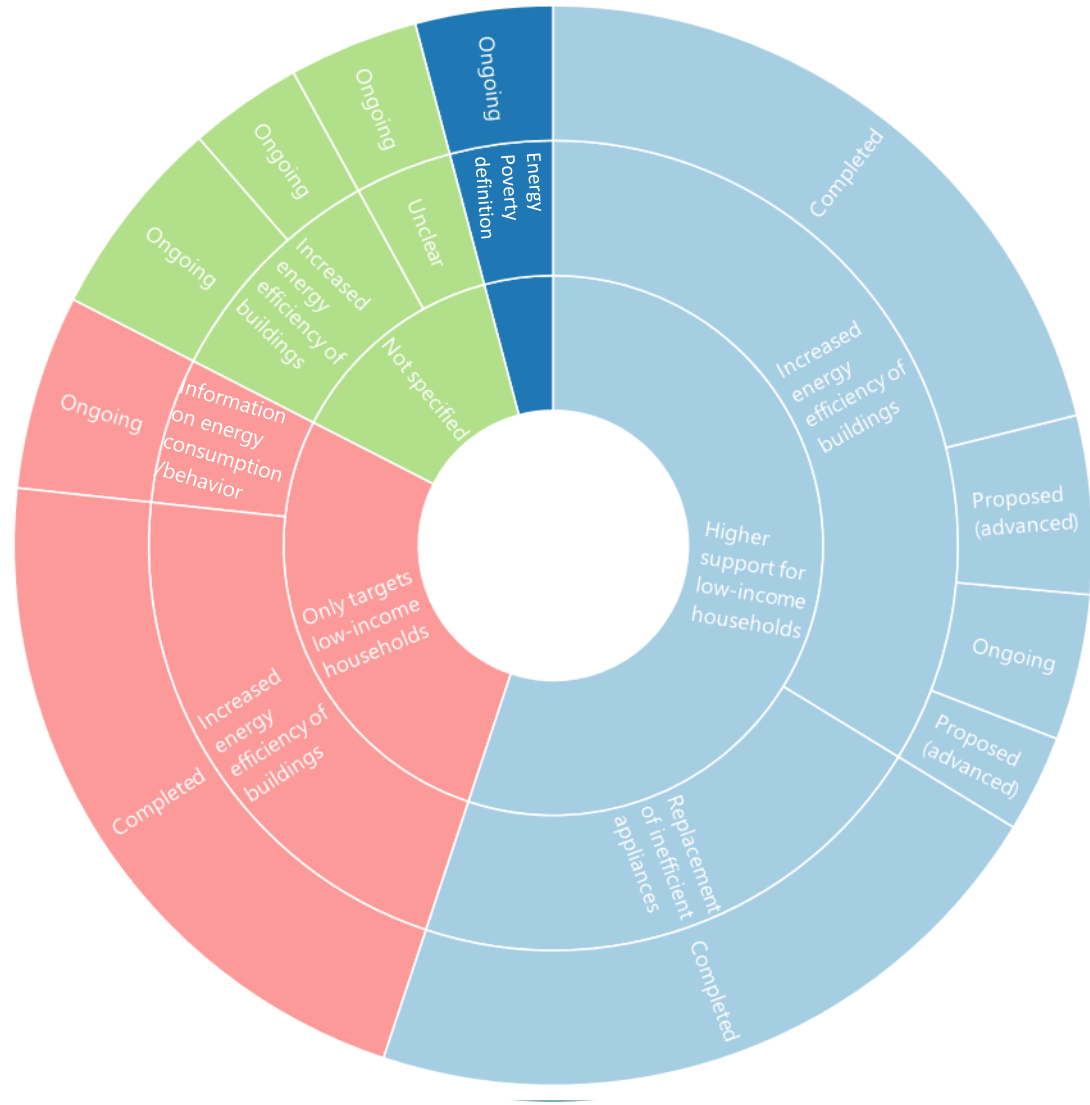 Completed
Increased
energy
efficiency of
buildings
Higher
support for
low-income
households
Proposed
(advanced)
Ongoing
Proposed
(advanced)
Replacement
of inefficient
appliances
Completed
Only targets
low-income
households
Increased
energy
efficiency of
buildings
Completed
Information
on energy
consumption
/behavior
Ongoing
Not specified
Increased
energy
efficiency of
buildings
Ongoing
Ongoing
Unclear
Ongoing
Energy
Poverty
definition
Ongoing